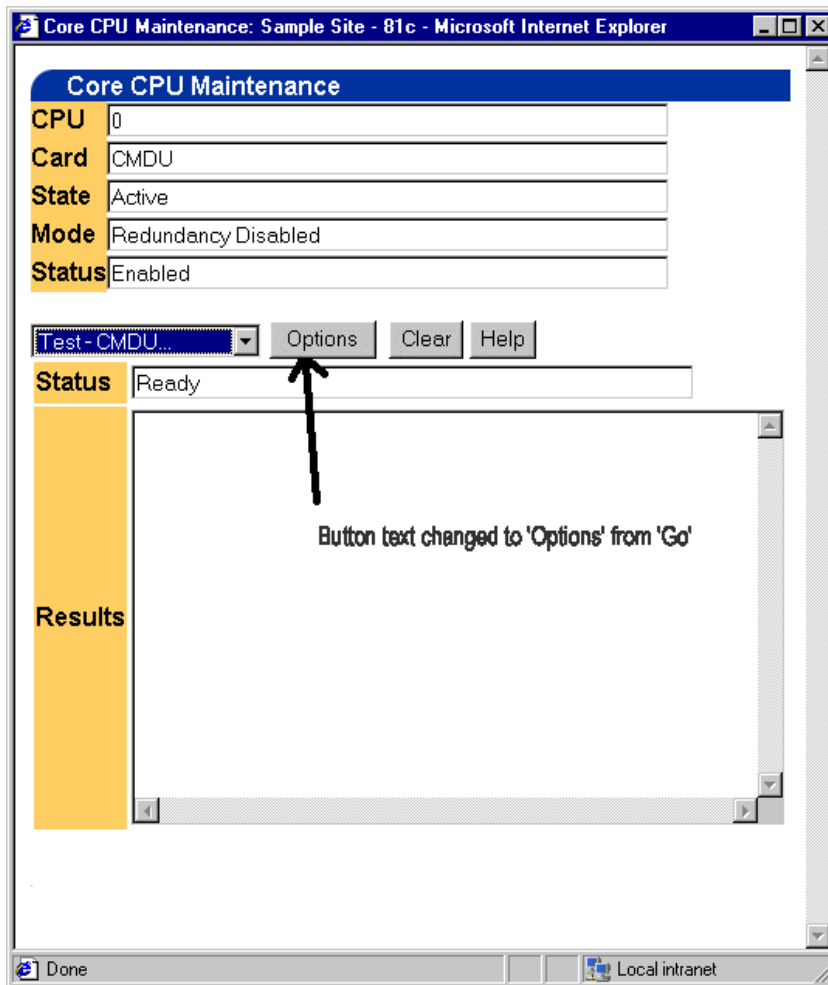 Core CPU Maintenance: Sample Site - 81c - Microsoft Internet Explorer
Core CPU Maintenance
CPU 0
Card CMDU
State Active
Mode Redundancy Disabled
Status Enabled
Test - CMDU... Options Clear Help
Status Ready
Button text changed to 'Options' from 'Go'
Results
Done Local intranet